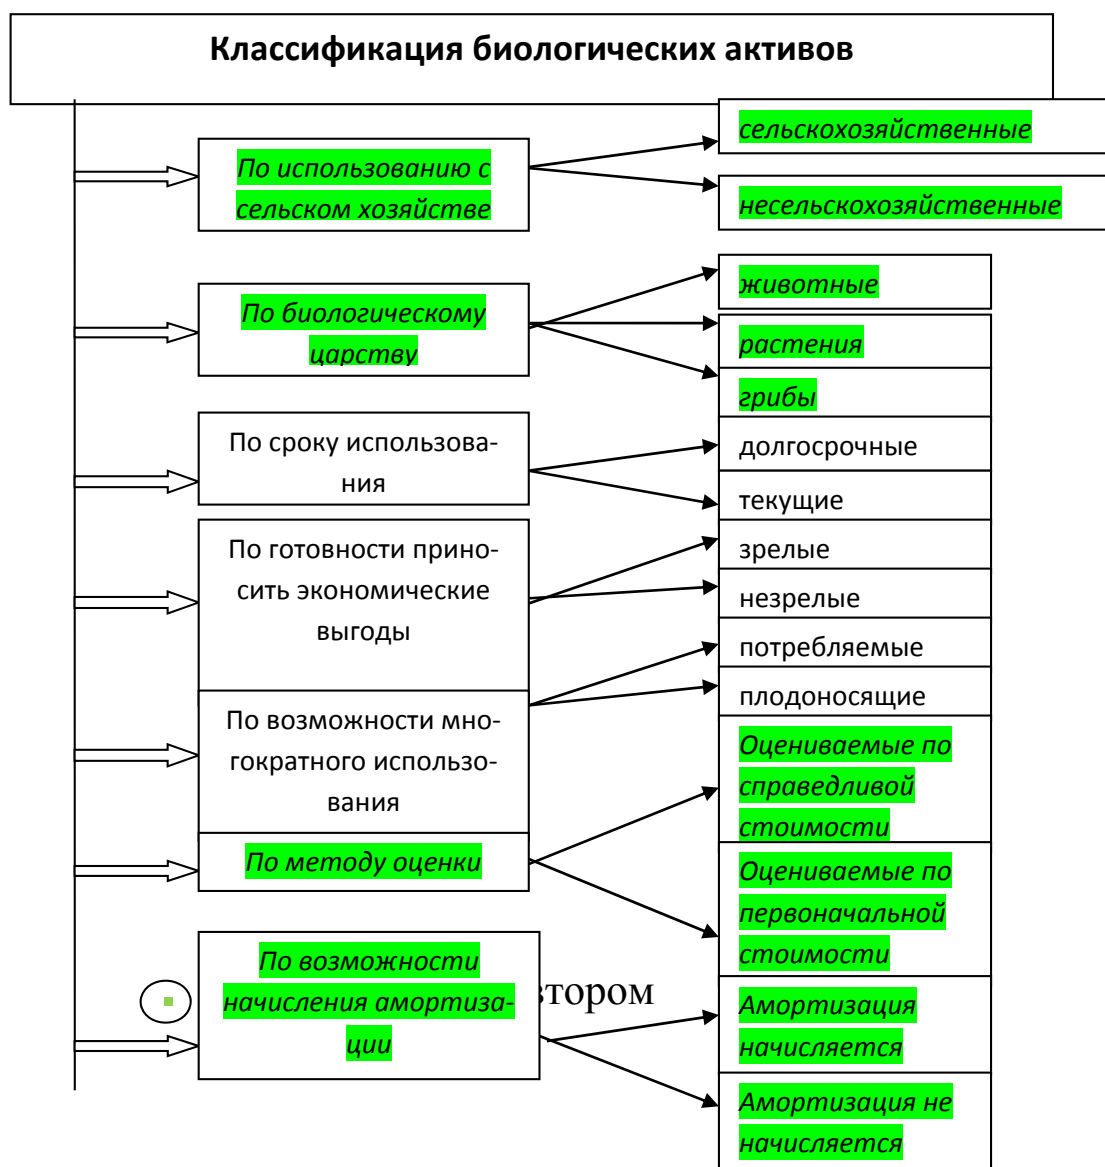 Классификация биологических активов
По использованию с
сельском хозяйстве
сельскохозяйственные
несельскохозяйственные
По биологическому
царству
животные
растения
грибы
По сроку использова-
ния
долгосрочные
текущие
По готовности прино-
сить экономические
выгоды
зрелые
незрелые
По возможности мно-
гократного использо-
вания
потребляемые
плодоносящие
По методу оценки
Оцениваемые по
справедливой
стоимости
Оцениваемые по
первоначальной
стоимости
По возможности
начисления амортиза-
ции
втором
Амортизация
начисляется
Амортизация не
начисляется